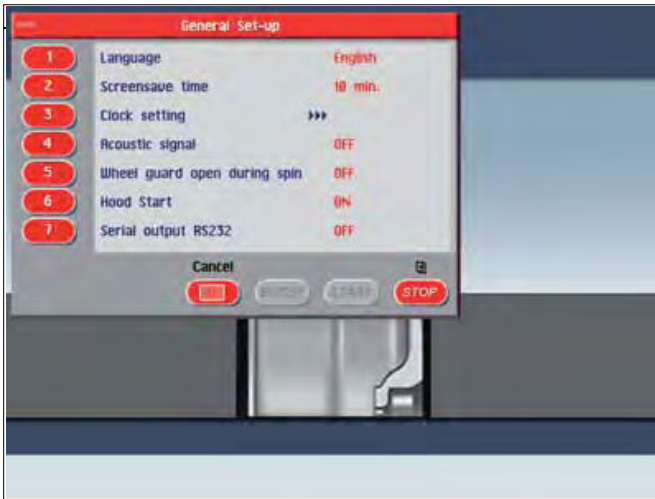 General Set-up
1 Language English
2 Screensave time 10 min.
3 Clock setting
4 Acoustic signal OFF
5 Wheel guard open during spin OFF
6 Hood Start ON
7 Serial output RS232 OFF
Cancel
START STOP